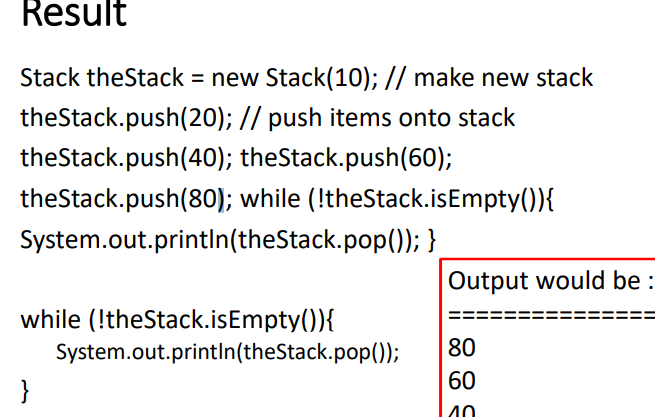 Result
Stack theStack = new Stack(10); // make new stack
theStack.push(20); // push items onto stack
theStack.push(40); theStack.push(60);
theStack.push(80); while (!theStack.isEmpty()){
System.out.println(theStack.pop()); }
while (!theStack.isEmpty()){
System.out.println(theStack.pop());
}
Output would be :
===============
80
60
40